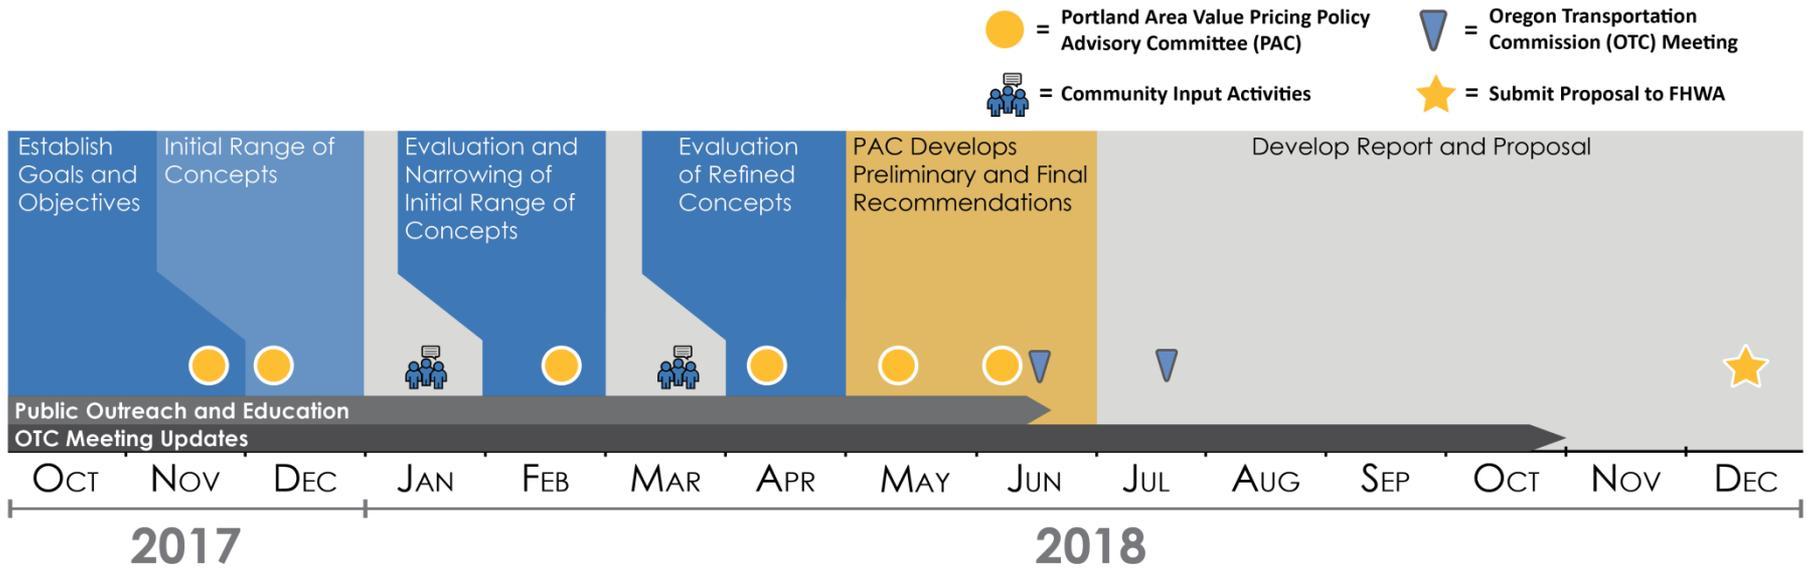 = Portland Area Value Pricing Policy
Advisory Committee (PAC)
= Oregon Transportation
Commission (OTC) Meeting
= Community Input Activities
= Submit Proposal to FHWA
Establish
Goals and
Objectives
Initial Range of
Concepts
Evaluation and
Narrowing of
Initial Range of
Concepts
Evaluation
of Refined
Concepts
PAC Develops
Preliminary and Final
Recommendations
Develop Report and Proposal
Public Outreach and Education
OTC Meeting Updates
OCT NOV DEC JAN FEB MAR APR MAY JUN JUL AUG SEP OCT NOV DEC
2017 2018